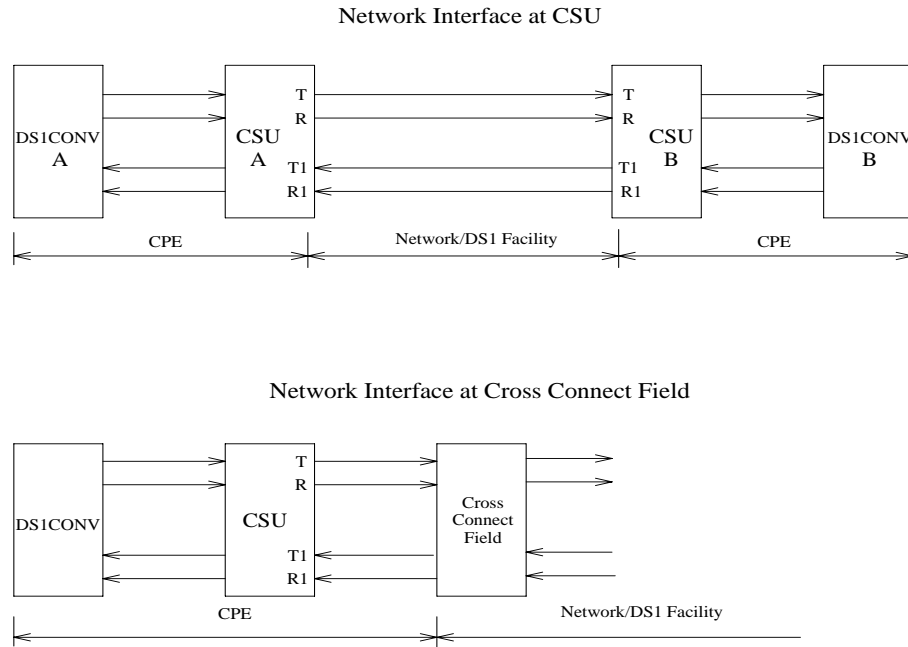 Network Interface at CSU
DS1CONV
A
CSU
A
T
R
T1
R1
T
R
T1
R1
CSU
B
DS1CONV
B
CPE
Network/DS1 Facility
CPE
Network Interface at Cross Connect Field
DS1CONV
CSU
T
R
T1
R1
Cross
Connect
Field
CPE
Network/DS1 Facility